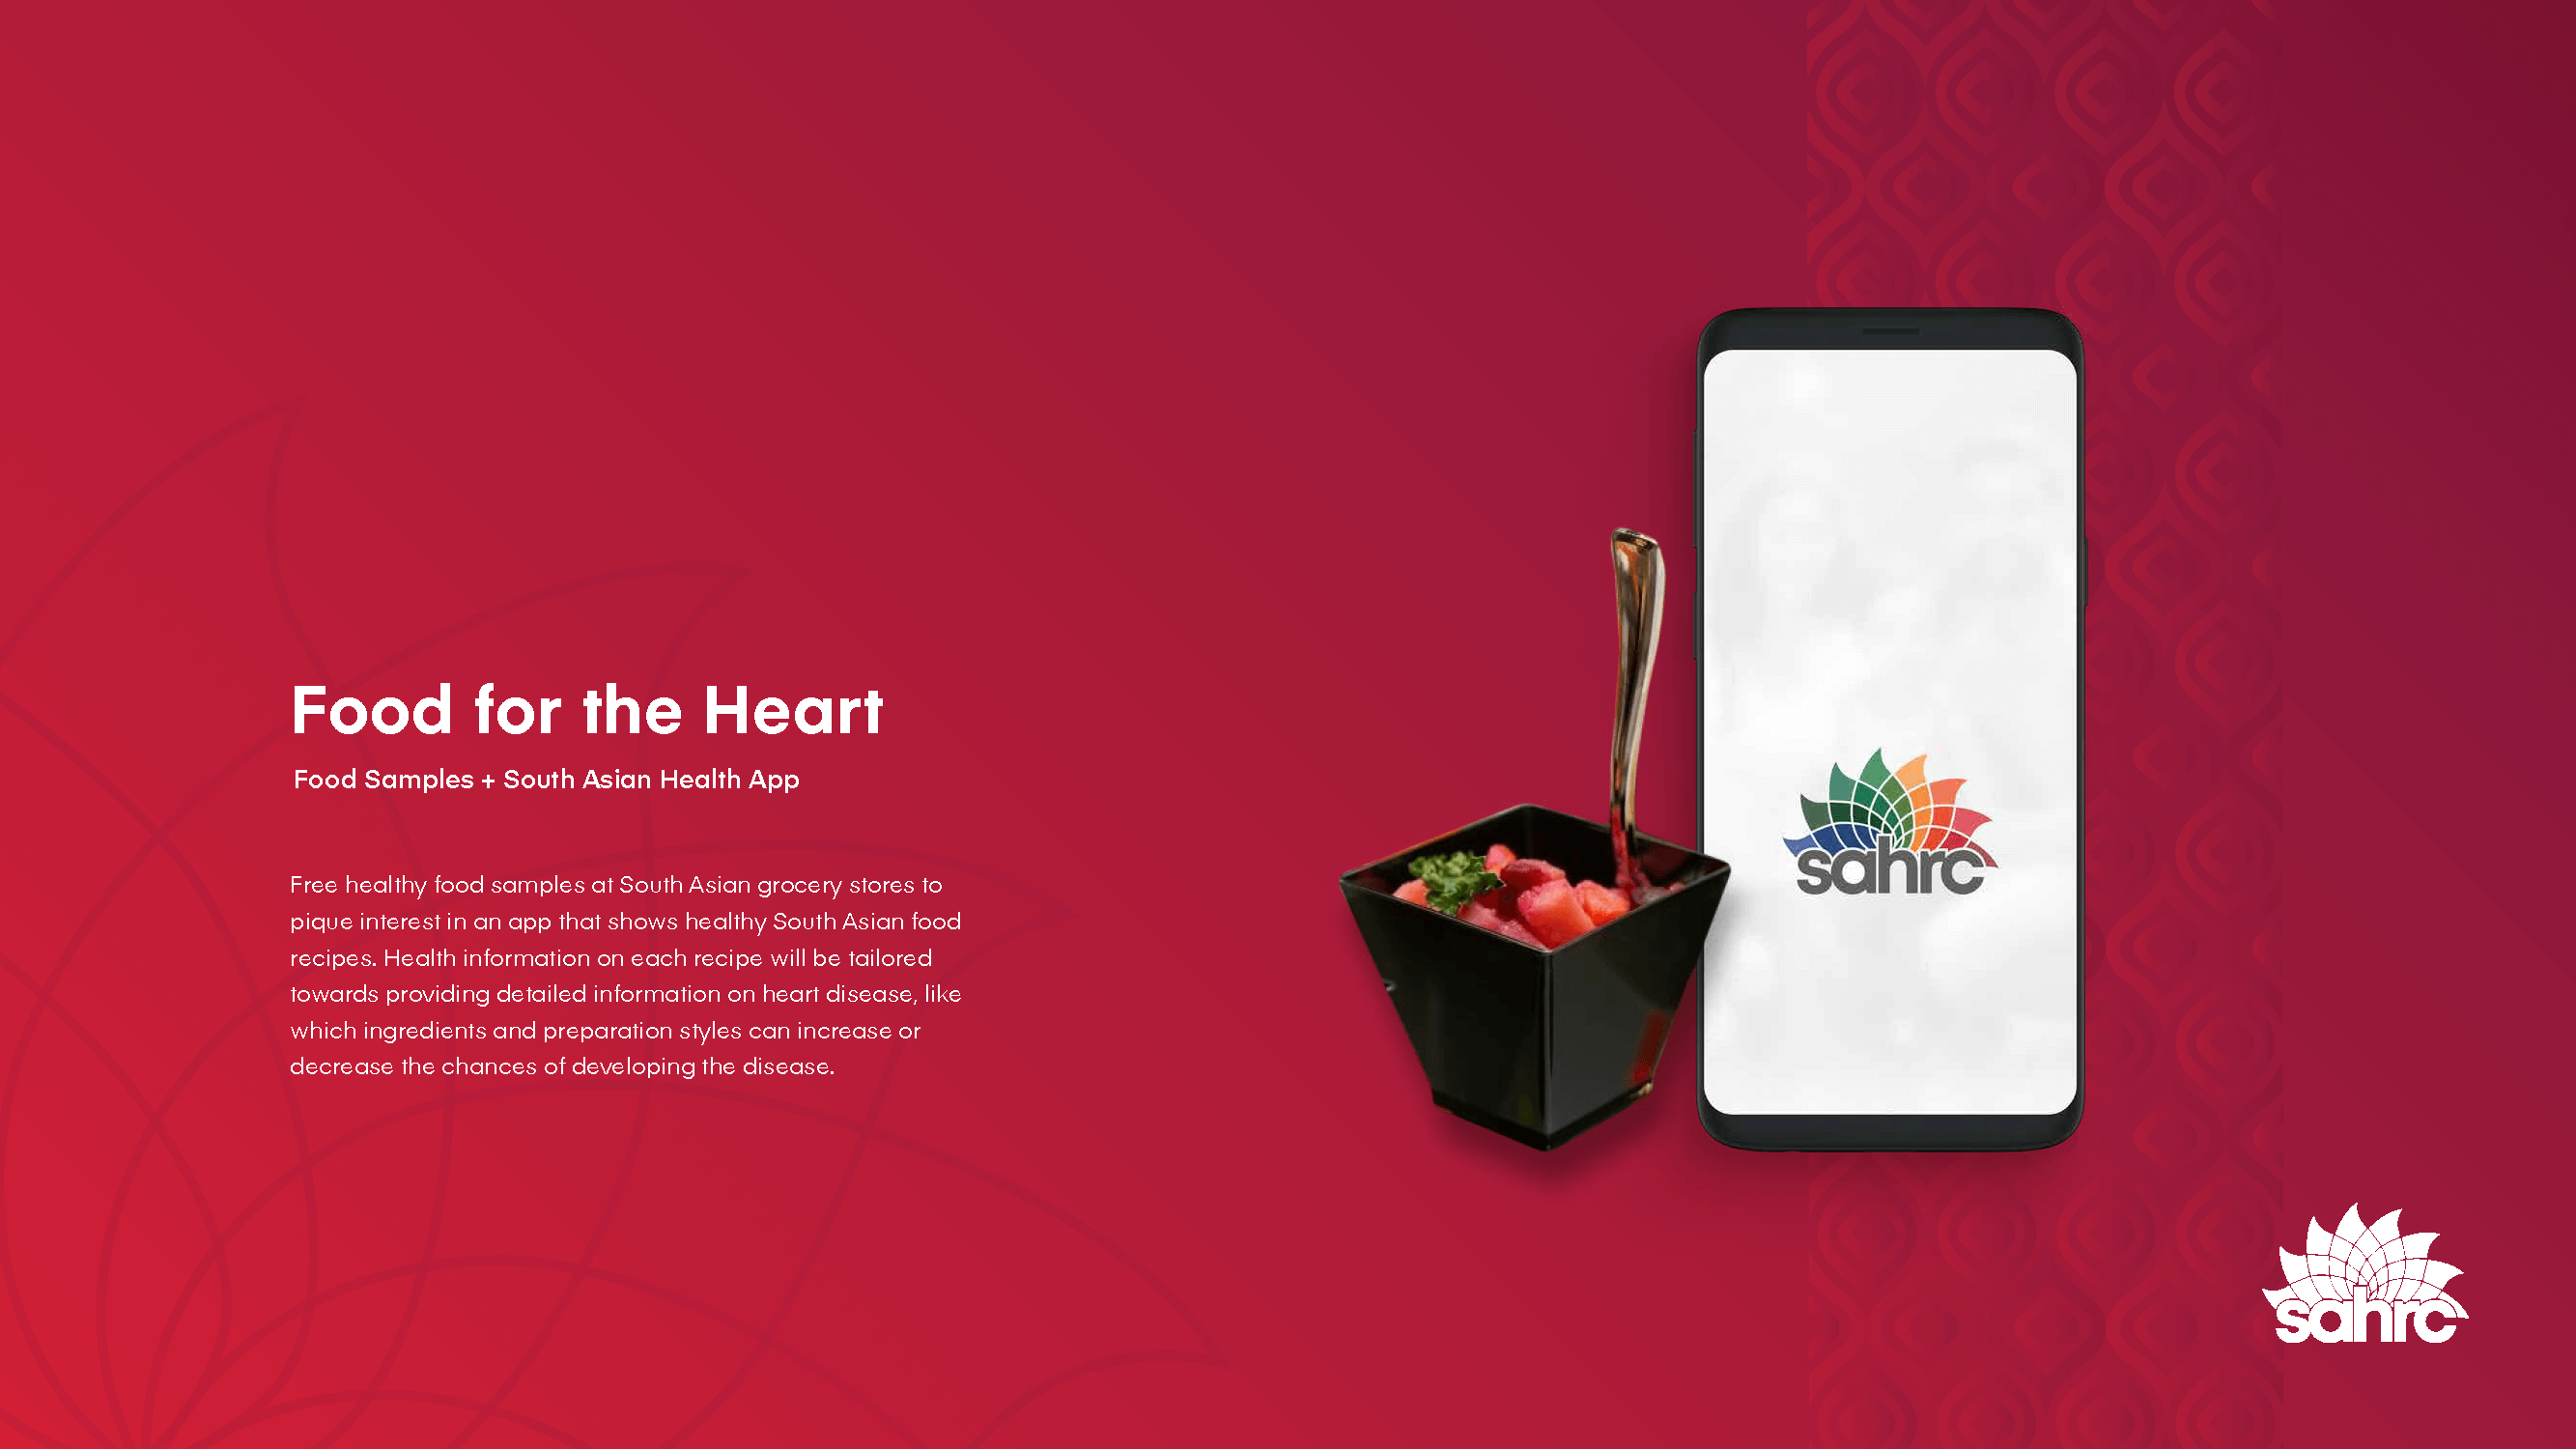 Food for the Heart
Food Samples + South Asian Health App
Free healthy food samples at South Asian grocery stores to
pique interest in an app that shows healthy South Asian food
recipes. Health information on each recipe will be tailored
towards providing detailed information on heart disease, like
which ingredients and preparation styles can increase or
decrease the chances of developing the disease.
sahrc
sahrc